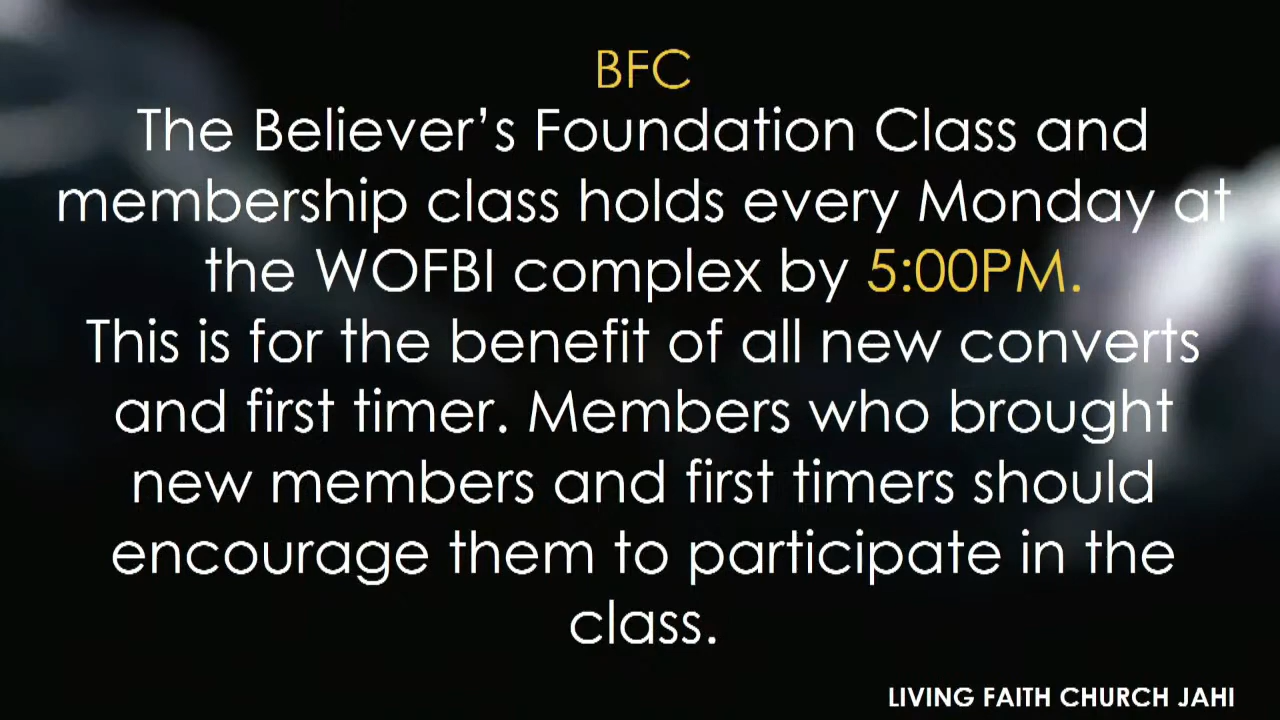 BFC
The Believer’s Foundation Class and
membership class holds every Monday at
the WOFBI complex by 5:00PM.
This is for the benefit of all new converts
and first timer. Members who brought
new members and first timers should
encourage them to participate in the
class.
LIVING FAITH CHURCH JAHI